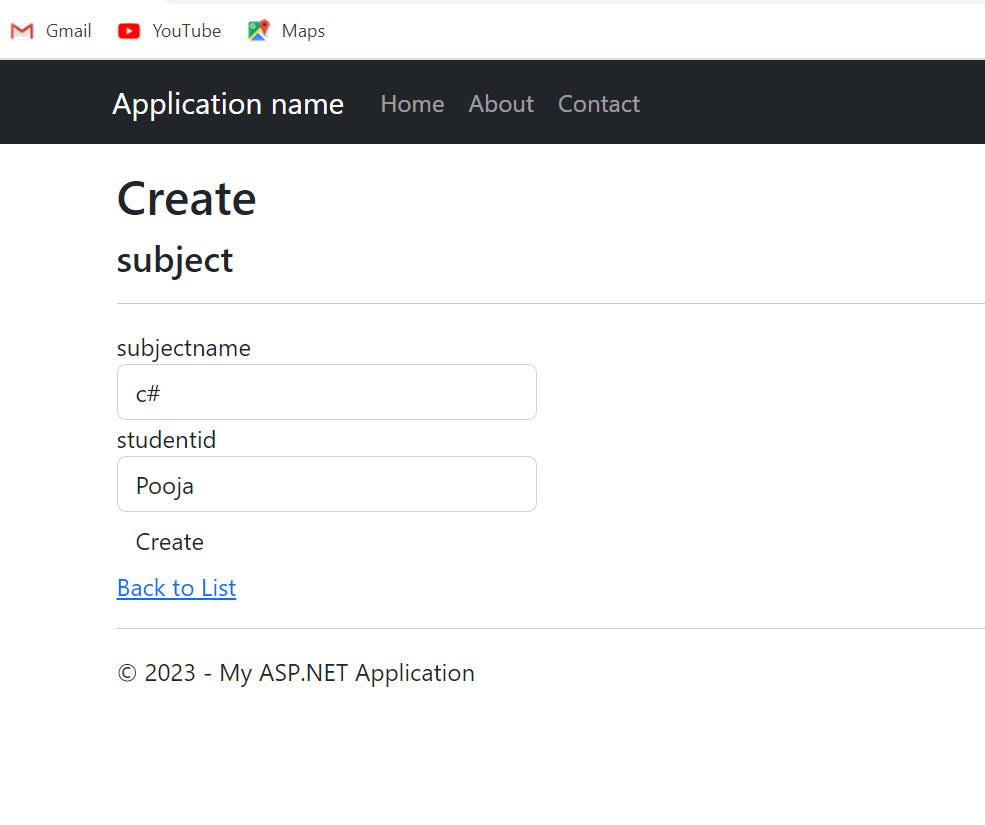 Gmail YouTube Maps
Application name Home About Contact
Create
subject
subjectname
c#
studentid
Pooja
Create
Back to List
© 2023 - My ASP.NET Application